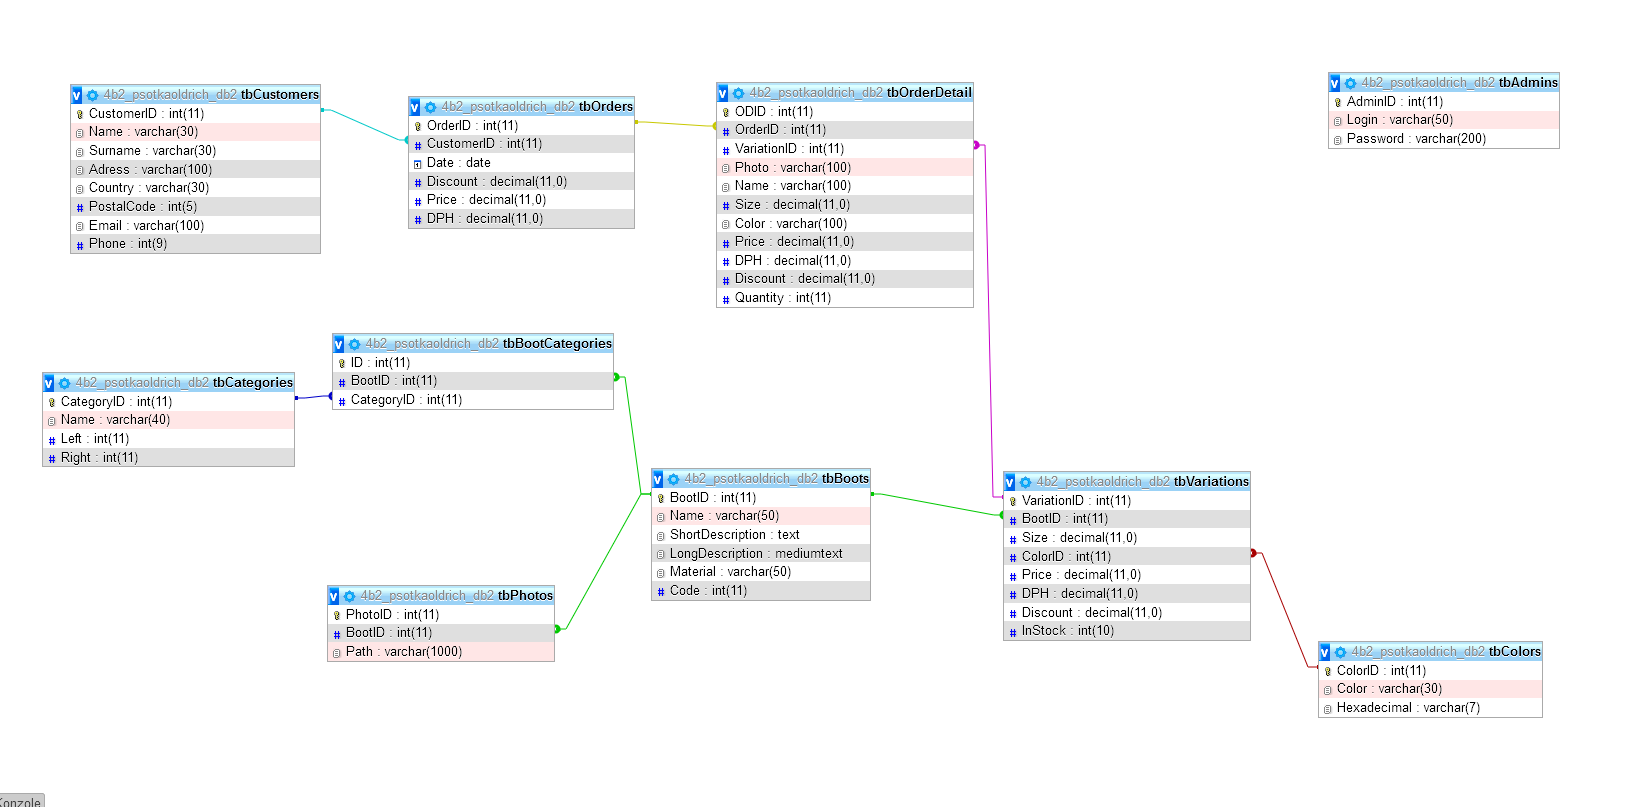 4b2_psotkaoldrich_db2 tbCustomers
CustomerID : int(11)
Name : varchar(30)
Surname : varchar(30)
Adress : varchar(100)
Country : varchar(30)
PostalCode : int(5)
Email : varchar(100)
Phone : int(9)
4b2_psotkaoldrich_db2 tbOrders
OrderID : int(11)
CustomerID : int(11)
Date : date
Discount : decimal(11,0)
Price : decimal(11,0)
DPH : decimal(11,0)
4b2_psotkaoldrich_db2 tbOrderDetail
ODID : int(11)
OrderID : int(11)
VariationID : int(11)
Photo : varchar(100)
Name : varchar(100)
Size : decimal(11,0)
Color : varchar(100)
Price : decimal(11,0)
DPH : decimal(11,0)
Discount : decimal(11,0)
Quantity : int(11)
4b2_psotkaoldrich_db2 tbAdmins
AdminID : int(11)
Login : varchar(50)
Password : varchar(200)
4b2_psotkaoldrich_db2 tbCategories
CategoryID : int(11)
Name : varchar(40)
Left : int(11)
Right : int(11)
4b2_psotkaoldrich_db2 tbBootCategories
ID : int(11)
BootID : int(11)
CategoryID : int(11)
4b2_psotkaoldrich_db2 tbBoots
BootID : int(11)
Name : varchar(50)
ShortDescription : text
LongDescription : mediumtext
Material : varchar(50)
Code : int(11)
4b2_psotkaoldrich_db2 tbPhotos
PhotoID : int(11)
BootID : int(11)
Path : varchar(1000)
4b2_psotkaoldrich_db2 tbVariations
VariationID : int(11)
BootID : int(11)
Size : decimal(11,0)
ColorID : int(11)
Price : decimal(11,0)
DPH : decimal(11,0)
Discount : decimal(11,0)
InStock : int(10)
4b2_psotkaoldrich_db2 tbColors
ColorID : int(11)
Color : varchar(30)
Hexadecimal : varchar(7)
Konzole